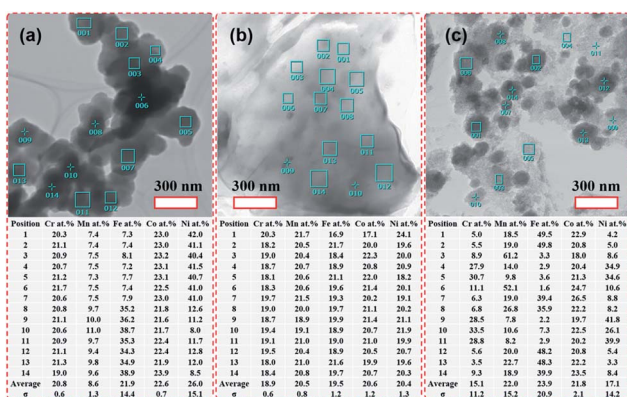 (a)
001
002
003
004
005
006
007
008
009
010
011
012
013
014
300 nm
(b)
001
002
003
004
005
006
007
008
009
010
011
012
013
014
300 nm
(c)
004
011
005
300 nm
Position Cr at.% Mn at.% Fe at.% Co at.% Ni at.%
1 20.3 7.4 7.3 23.0 42.0
2 21.1 7.4 7.4 23.0 41.1
3 20.9 7.5 8.1 23.2 40.4
4 20.7 7.5 7.2 23.1 41.5
5 21.2 7.3 7.7 23.1 40.7
6 21.7 7.5 7.4 22.5 41.0
7 20.6 7.5 7.9 23.0 41.0
8 20.8 9.7 35.2 21.8 12.6
9 21.1 10.0 36.2 21.6 11.2
10 20.6 11.0 38.7 21.7 8.0
11 20.9 9.7 35.3 22.4 11.7
12 21.1 9.4 34.3 22.4 12.8
13 21.3 9.8 34.9 21.9 12.0
14 19.0 9.6 38.9 23.9 8.5
Average 20.8 8.6 21.9 22.6 26.0
σ 0.6 1.3 14.4 0.7 15.1
Position Cr at.% Mn at.% Fe at.% Co at.% Ni at.%
1 20.3 21.7 16.9 17.1 24.1
2 18.2 20.5 21.7 20.0 19.6
3 19.0 20.4 18.4 22.3 20.0
4 18.7 20.7 18.9 20.8 20.9
5 18.1 20.6 21.1 22.0 18.2
6 18.3 20.6 19.6 21.4 20.1
7 19.7 21.5 19.3 20.2 19.1
8 19.0 20.0 19.7 21.1 20.2
9 18.7 18.9 19.9 21.4 21.1
10 19.4 19.1 18.9 20.7 21.9
11 19.1 21.0 19.0 21.0 19.9
12 19.5 20.4 18.9 20.5 20.7
13 18.0 21.0 21.6 19.9 19.6
14 18.4 20.8 19.7 20.7 20.3
Average 18.9 20.5 19.5 20.6 20.4
σ 0.6 0.8 1.2 1.2 1.3
Position Cr at.% Mn at.% Fe at.% Co at.% Ni at.%
1 5.0 18.5 49.5 22.9 4.2
2 5.5 19.0 49.8 20.8 5.0
3 8.9 61.2 3.3 18.0 8.6
4 27.9 14.0 2.9 20.4 34.9
5 30.7 9.8 3.6 21.3 34.6
6 11.1 52.1 1.6 24.7 10.6
7 6.3 19.0 39.4 26.5 8.8
8 6.8 26.8 35.9 22.2 8.2
9 28.5 7.8 2.2 19.7 41.8
10 33.5 10.6 7.3 22.5 26.1
11 28.8 8.2 2.9 20.2 39.9
12 5.6 20.0 48.2 20.8 5.4
13 3.5 22.7 48.3 22.2 3.3
14 9.3 18.9 39.9 23.5 8.4
Average 15.1 22.0 23.9 21.8 17.1
σ 11.2 15.2 20.9 2.1 14.2